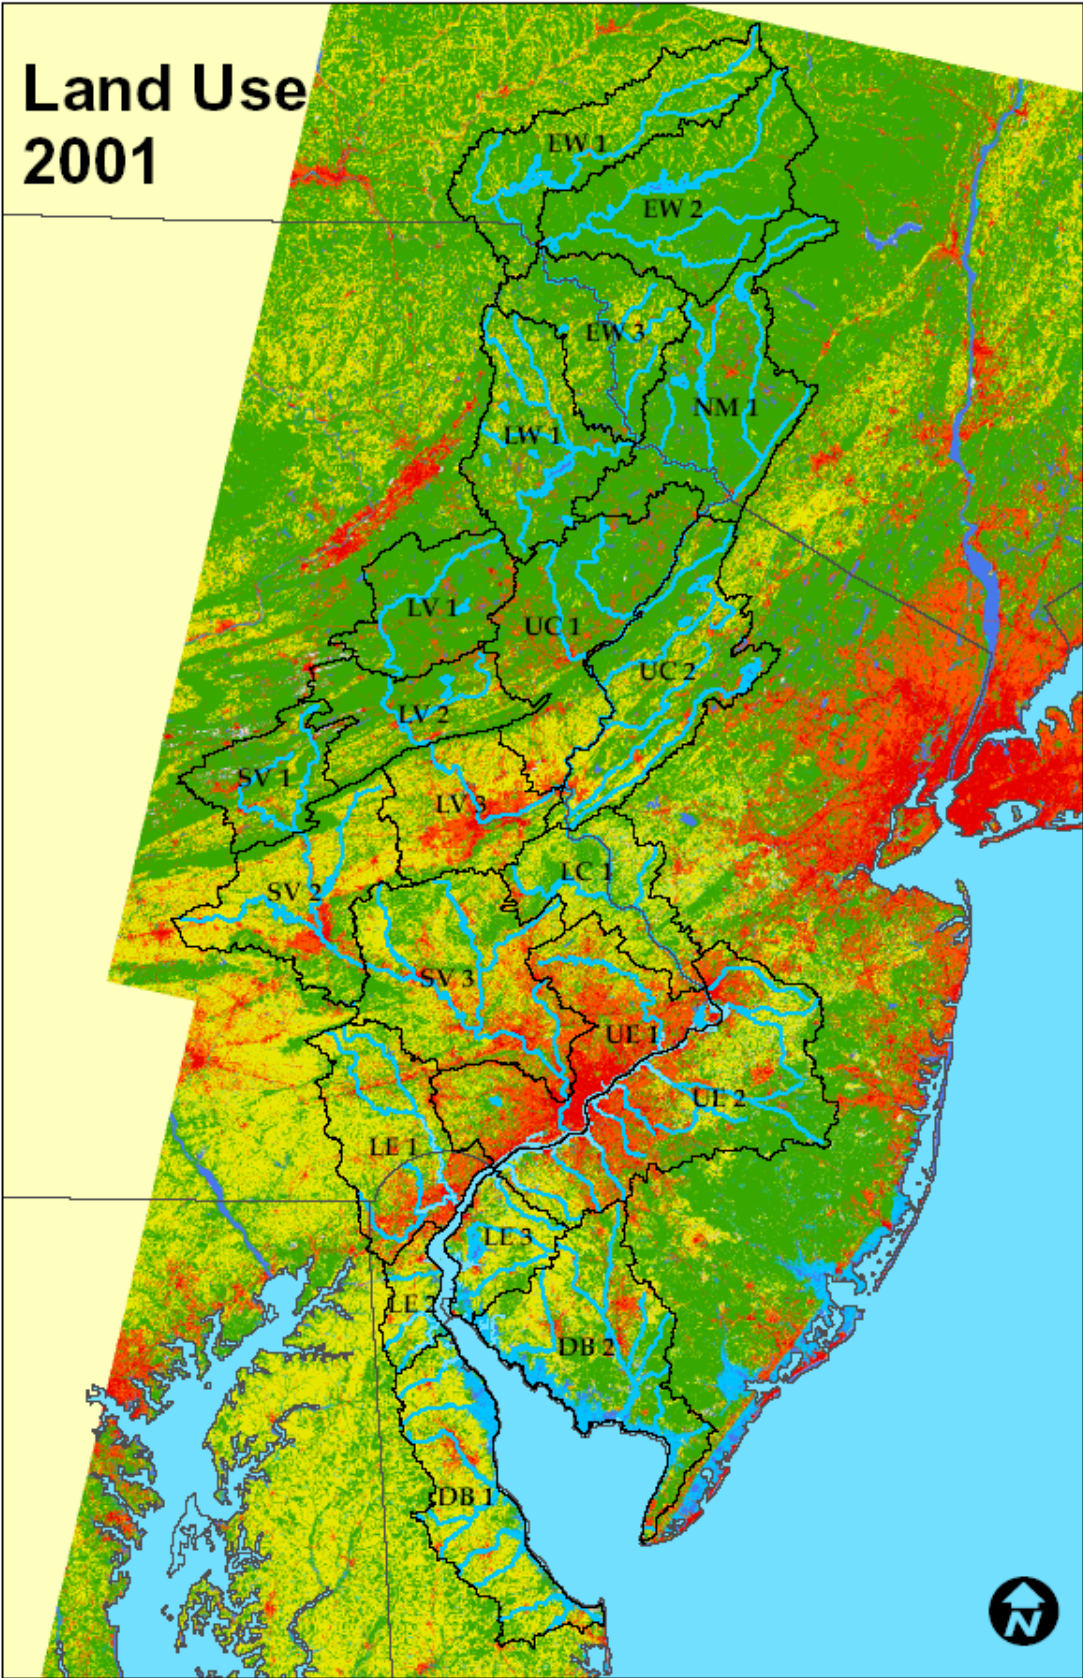 Land Use
2001
EW 1
EW 2
EW 3
NM 1
LW 1
LV 1
UC 1
UC 2
LV 2
SV 1
LV 3
LC 1
SV 2
SV 3
UE 1
UE 2
LE 1
LE 3
LE 2
DB 2
DB 1
N